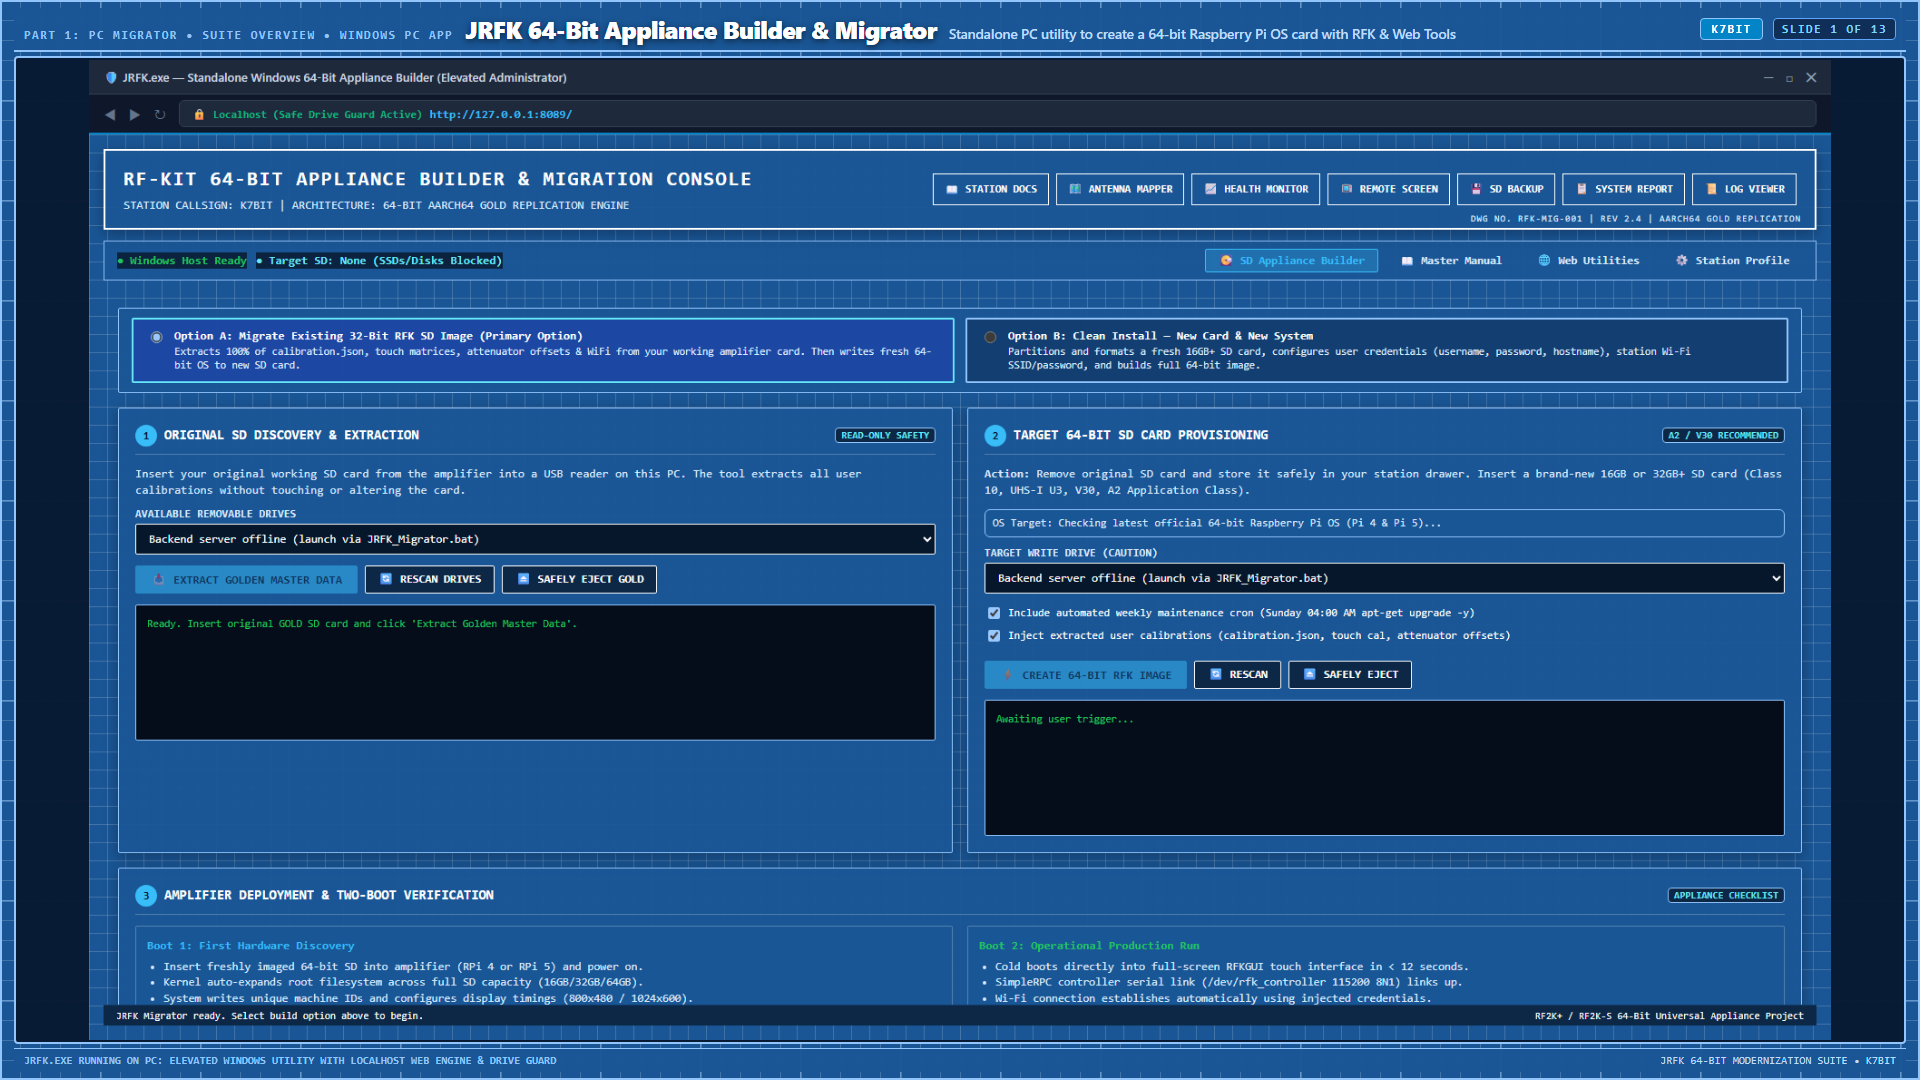 PART 1: PC MIGRATOR • SUITE OVERVIEW • WINDOWS PC APP
JRFK 64-Bit Appliance Builder & Migrator
Standalone PC utility to create a 64-bit Raspberry Pi OS card with RFK & Web Tools
K7BIT
SLIDE 1 OF 13
JRFK.exe — Standalone Windows 64-Bit Appliance Builder (Elevated Administrator)
Localhost (Safe Drive Guard Active) http://127.0.0.1:8089/
RF-KIT 64-BIT APPLIANCE BUILDER & MIGRATION CONSOLE
STATION CALLSIGN: K7BIT | ARCHITECTURE: 64-BIT AARCH64 GOLD REPLICATION ENGINE
STATION DOCS
ANTENNA MAPPER
HEALTH MONITOR
REMOTE SCREEN
SD BACKUP
SYSTEM REPORT
LOG VIEWER
DWG NO. RFK-MIG-001 | REV 2.4 | AARCH64 GOLD REPLICATION
● Windows Host Ready
● Target SD: None (SSDs/Disks Blocked)
SD Appliance Builder
Master Manual
Web Utilities
Station Profile
Option A: Migrate Existing 32-Bit RFK SD Image (Primary Option)
Extracts 100% of calibration.json, touch matrices, attenuator offsets & WiFi from your working amplifier card. Then writes fresh 64-
bit OS to new SD card.
Option B: Clean Install — New Card & New System
Partitions and formats a fresh 16GB+ SD card, configures user credentials (username, password, hostname), station Wi-Fi
SSID/password, and builds full 64-bit image.
1 ORIGINAL SD DISCOVERY & EXTRACTION
READ-ONLY SAFETY
Insert your original working SD card from the amplifier into a USB reader on this PC. The tool extracts all user
calibrations without touching or altering the card.
AVAILABLE REMOVABLE DRIVES
Backend server offline (launch via JRFK_Migrator.bat)
EXTRACT GOLDEN MASTER DATA
RESCAN DRIVES
SAFELY EJECT GOLD
Ready. Insert original GOLD SD card and click 'Extract Golden Master Data'.
2 TARGET 64-BIT SD CARD PROVISIONING
A2 / V30 RECOMMENDED
Action: Remove original SD card and store it safely in your station drawer. Insert a brand-new 16GB or 32GB+ SD card (Class
10, UHS-I U3, V30, A2 Application Class).
OS Target: Checking latest official 64-bit Raspberry Pi OS (Pi 4 & Pi 5)...
TARGET WRITE DRIVE (CAUTION)
Backend server offline (launch via JRFK_Migrator.bat)
Include automated weekly maintenance cron (Sunday 04:00 AM apt-get upgrade -y)
Inject extracted user calibrations (calibration.json, touch cal, attenuator offsets)
CREATE 64-BIT RFK IMAGE
RESCAN
SAFELY EJECT
Awaiting user trigger...
3 AMPLIFIER DEPLOYMENT & TWO-BOOT VERIFICATION
APPLIANCE CHECKLIST
Boot 1: First Hardware Discovery
• Insert freshly imaged 64-bit SD into amplifier (RPi 4 or RPi 5) and power on.
• Kernel auto-expands root filesystem across full SD capacity (16GB/32GB/64GB).
• System writes unique machine IDs and configures display timings (800x480 / 1024x600).
Boot 2: Operational Production Run
• Cold boots directly into full-screen RFKGUI touch interface in < 12 seconds.
• SimpleRPC controller serial link (/dev/rfk_controller 115200 8N1) links up.
• Wi-Fi connection establishes automatically using injected credentials.
JRFK Migrator ready. Select build option above to begin.
RF2K+ / RF2K-S 64-Bit Universal Appliance Project
JRFK.EXE RUNNING ON PC: ELEVATED WINDOWS UTILITY WITH LOCALHOST WEB ENGINE & DRIVE GUARD
JRFK 64-BIT MODERNIZATION SUITE • K7BIT